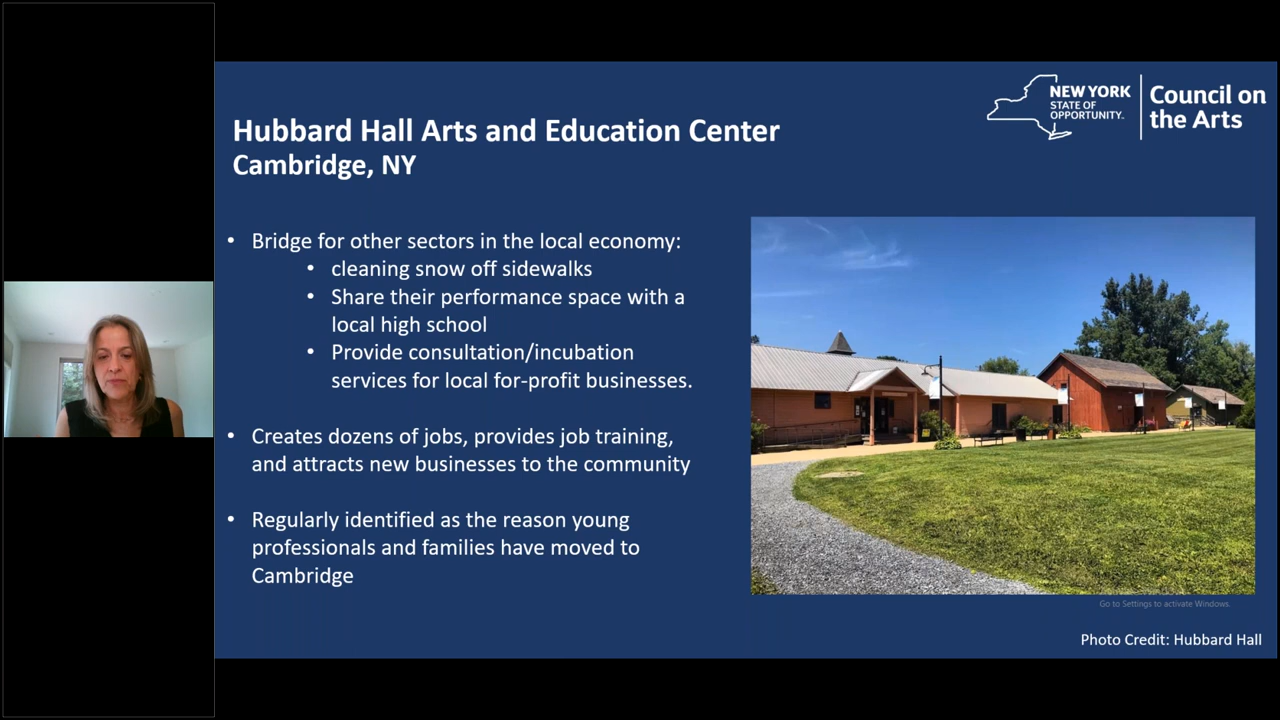 NEW YORK
STATE OF
OPPORTUNITY™
Council on
the Arts
Hubbard Hall Arts and Education Center
Cambridge, NY
• Bridge for other sectors in the local economy:
• cleaning snow off sidewalks
• Share their performance space with a
local high school
• Provide consultation/incubation
services for local for-profit businesses.
• Creates dozens of jobs, provides job training,
and attracts new businesses to the community
• Regularly identified as the reason young
professionals and families have moved to
Cambridge
Go to Settings to activate Windows.
Photo Credit: Hubbard Hall